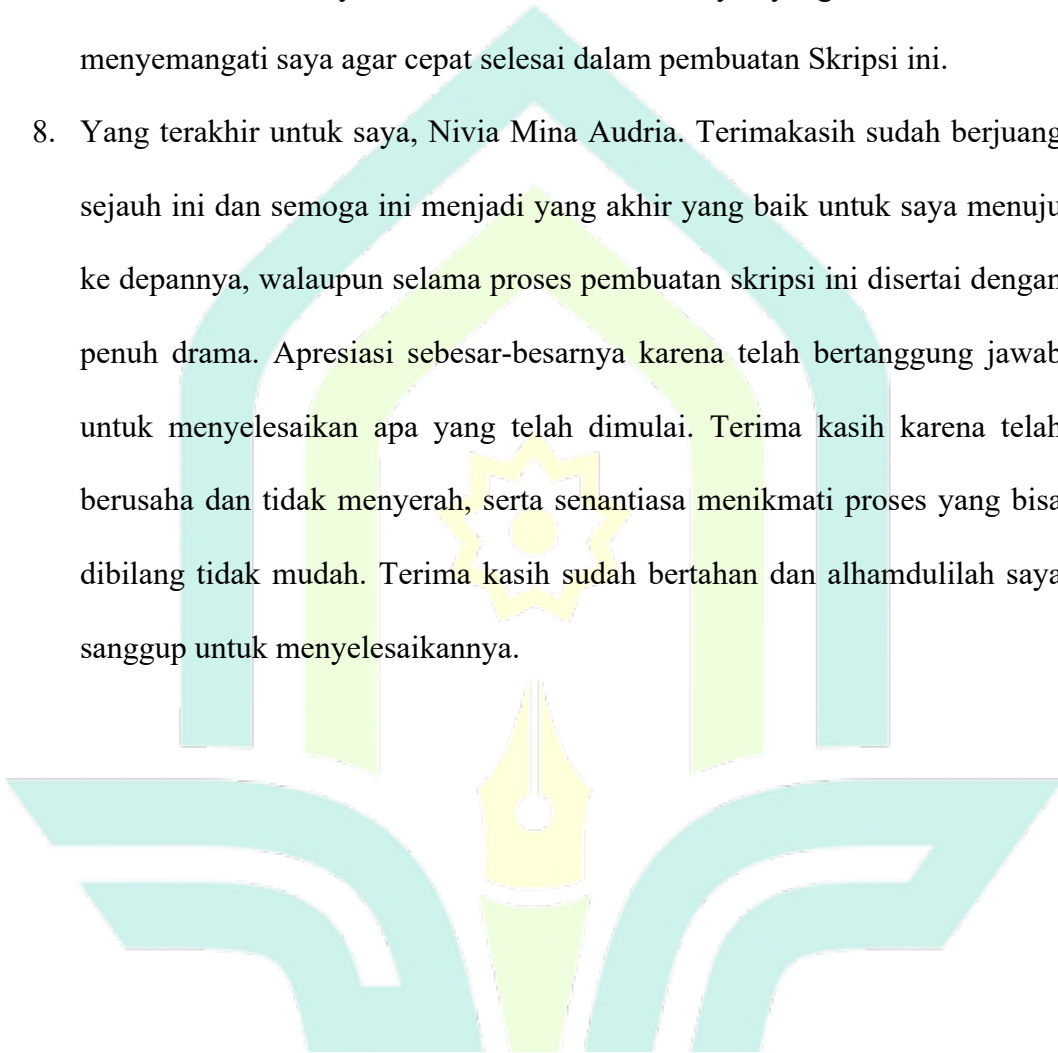 menyemangati saya agar cepat selesai dalam pembuatan Skripsi ini.
8. Yang terakhir untuk saya, Nivia Mina Audria. Terimakasih sudah berjuang
sejauh ini dan semoga ini menjadi yang akhir yang baik untuk saya menuju
ke depannya, walaupun selama proses pembuatan skripsi ini disertai dengan
penuh drama. Apresiasi sebesar-besarnya karena telah bertanggung jawab
untuk menyelesaikan apa yang telah dimulai. Terima kasih karena telah
berusaha dan tidak menyerah, serta senantiasa menikmati proses yang bisa
dibilang tidak mudah. Terima kasih sudah bertahan dan alhamdulilah saya
sanggup untuk menyelesaikannya.